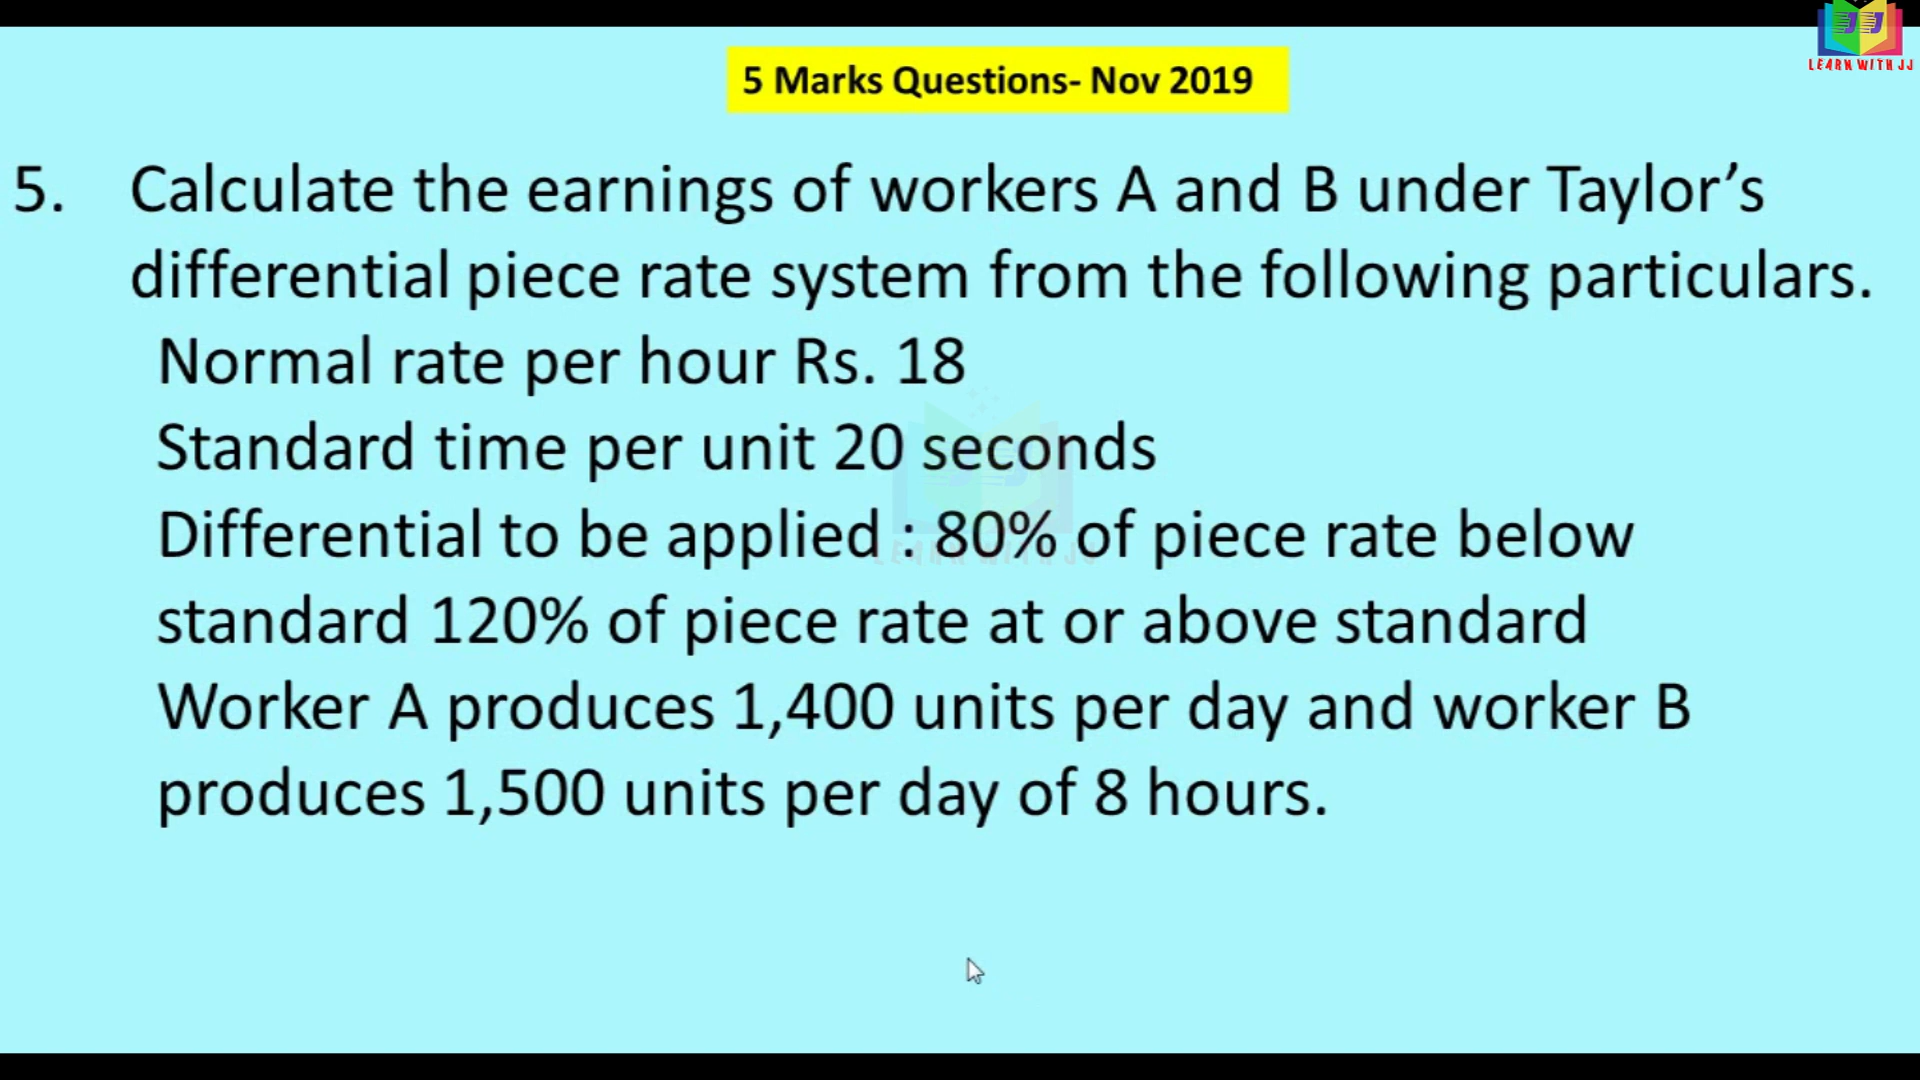 LEARN WITH JJ
5 Marks Questions- Nov 2019
5. Calculate the earnings of workers A and B under Taylor’s
differential piece rate system from the following particulars.
Normal rate per hour Rs. 18
Standard time per unit 20 seconds
Differential to be applied : 80% of piece rate below
LEARN WITH JJ
standard 120% of piece rate at or above standard
Worker A produces 1,400 units per day and worker B
produces 1,500 units per day of 8 hours.